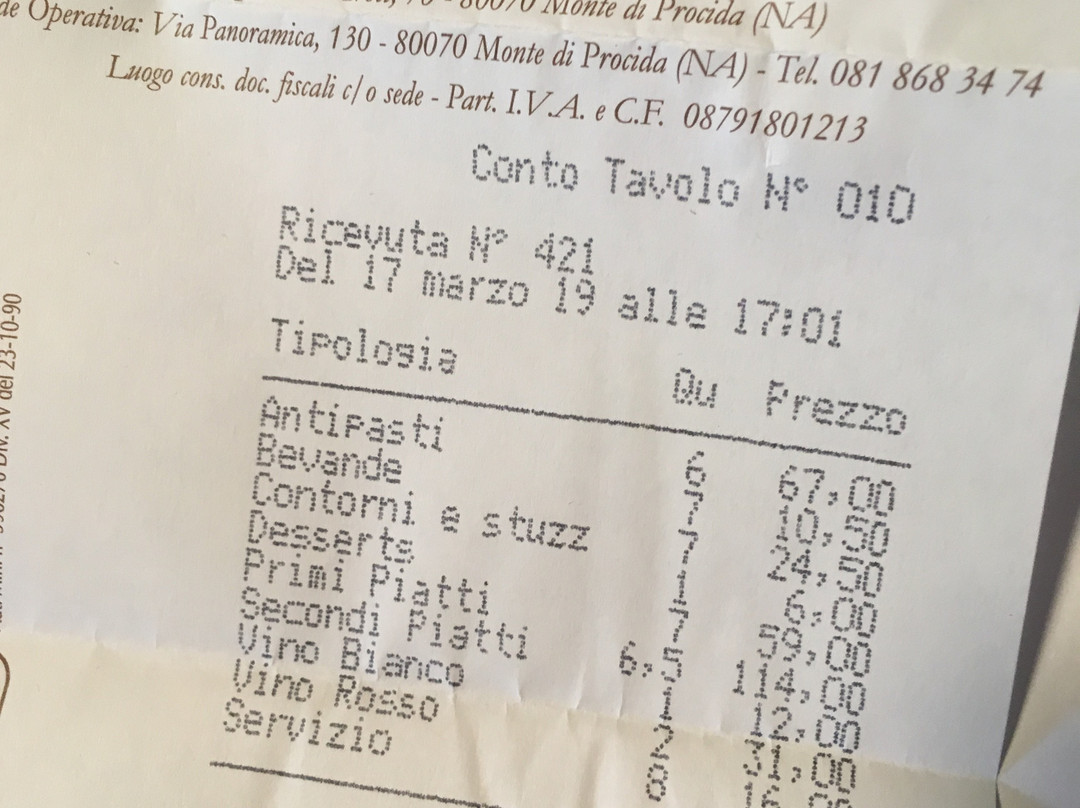 80070 Monte di Procida (NA)
de Operativa: Via Panoramica, 130 - 80070 Monte di Procida (NA) - Tel. 081 868 34 74
Luogo cons. doc. fiscali c/o sede - Part. I.V.A. e C.F. 08791801213
Conto Tavolo N° 010
Ricevuta N° 421
Del 17 marzo 19 alle 17:01
Tipologia Qu Prezzo
Antipasti 6 67,00
Bevande 7 10,50
Contorni e stuzz 7 24,50
Desserts 1 6,00
Primi Piatti 7 59,00
Secondi Piatti 6,5 114,00
Vino Bianco 1 12,00
Vino Rosso 2 31,00
Servizio 8
XV del 23-10-90